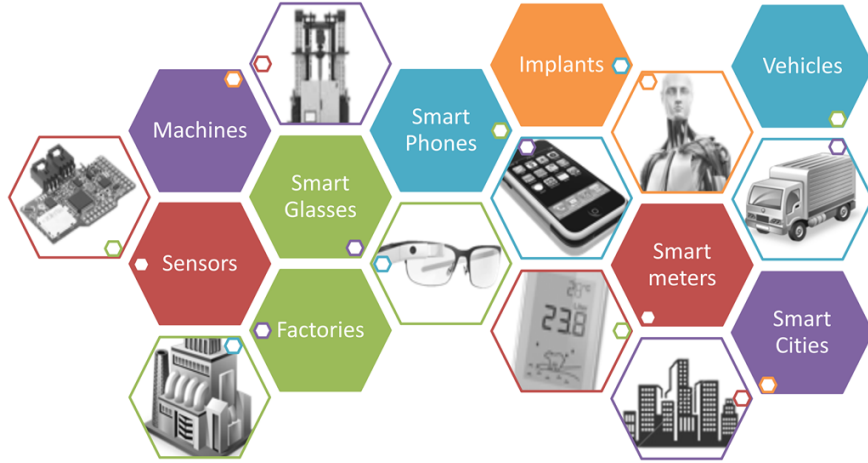 Implants
Vehicles
Machines
Smart
Phones
Smart
Glasses
Sensors
Smart
meters
Factories
Smart
Cities
23.8